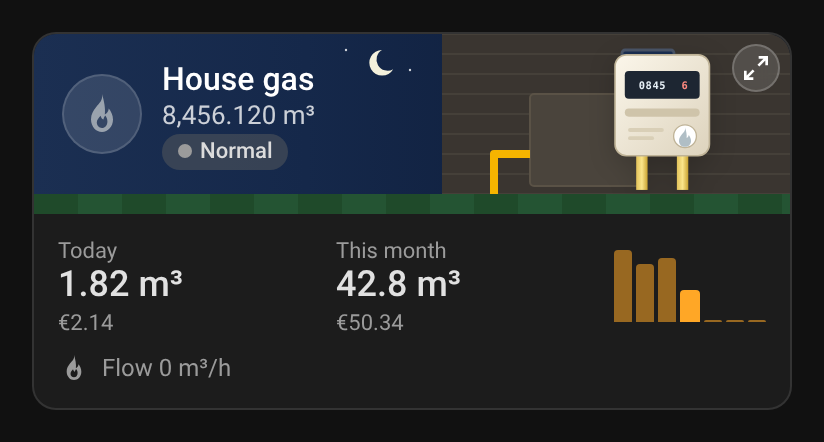 House gas
8,456.120 m³
Normal
0845 6
Today
1.82 m³
€2.14
This month
42.8 m³
€50.34
Flow 0 m³/h